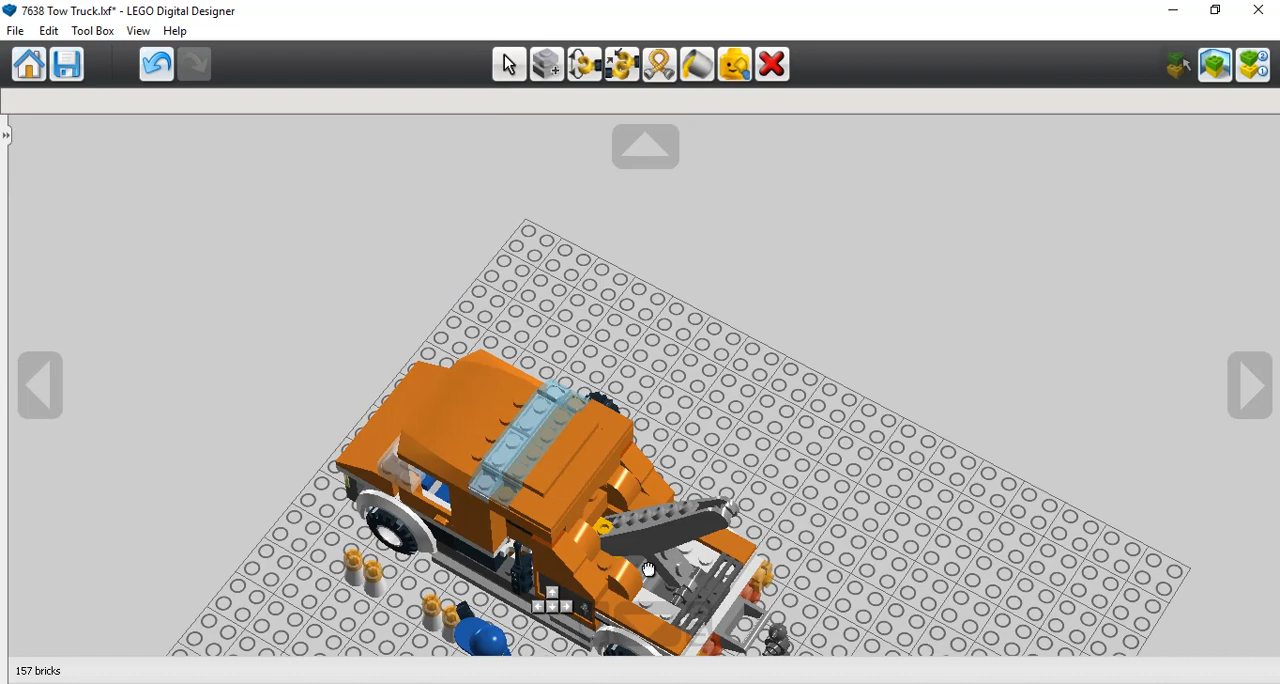 7638 Tow Truck.lxf* - LEGO Digital Designer
File Edit Tool Box View Help
157 bricks